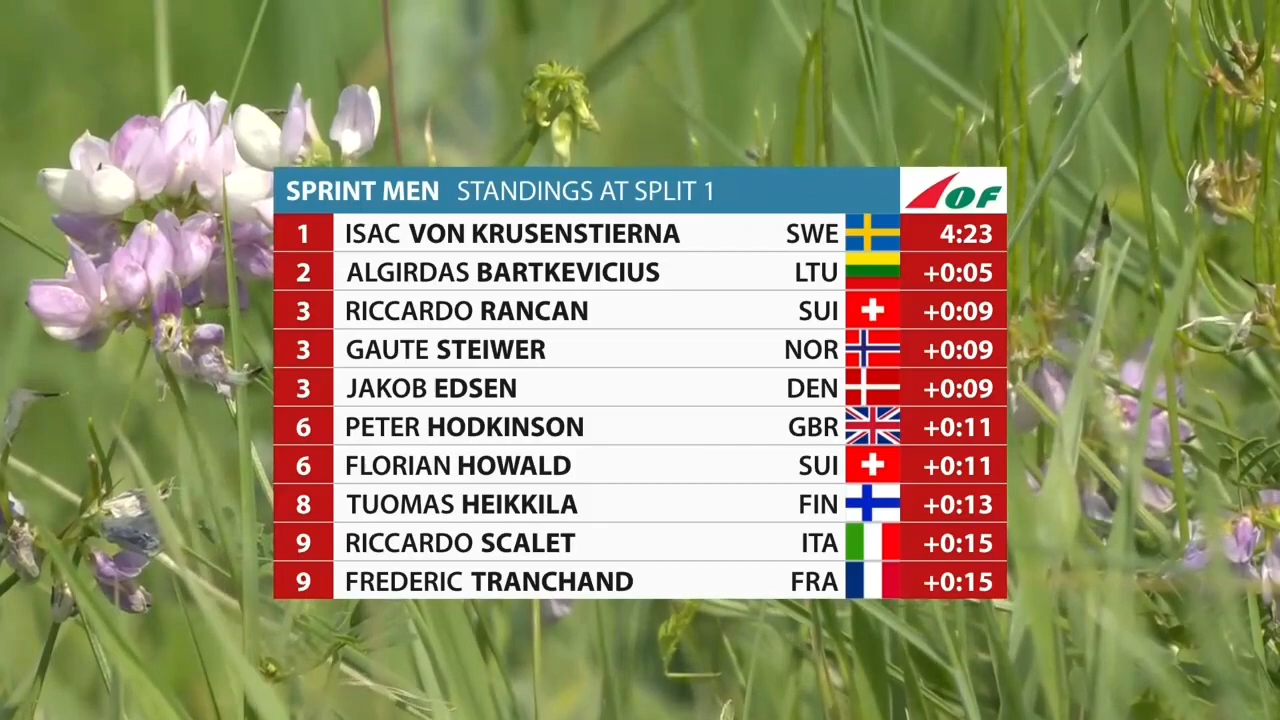 SPRINT MEN STANDINGS AT SPLIT 1 IOF
1 ISAC VON KRUSENSTIERNA SWE 4:23
2 ALGIRDAS BARTKEVICIUS LTU +0:05
3 RICCARDO RANCAN SUI +0:09
3 GAUTE STEIWER NOR +0:09
3 JAKOB EDSEN DEN +0:09
6 PETER HODKINSON GBR +0:11
6 FLORIAN HOWALD SUI +0:11
8 TUOMAS HEIKKILA FIN +0:13
9 RICCARDO SCALET ITA +0:15
9 FREDERIC TRANCHAND FRA +0:15